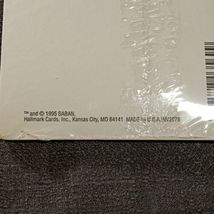 ™ and © 1995 SABAN.
Hallmark Cards, Inc., Kansas City, MO 64141 MADE IN U.S.A.